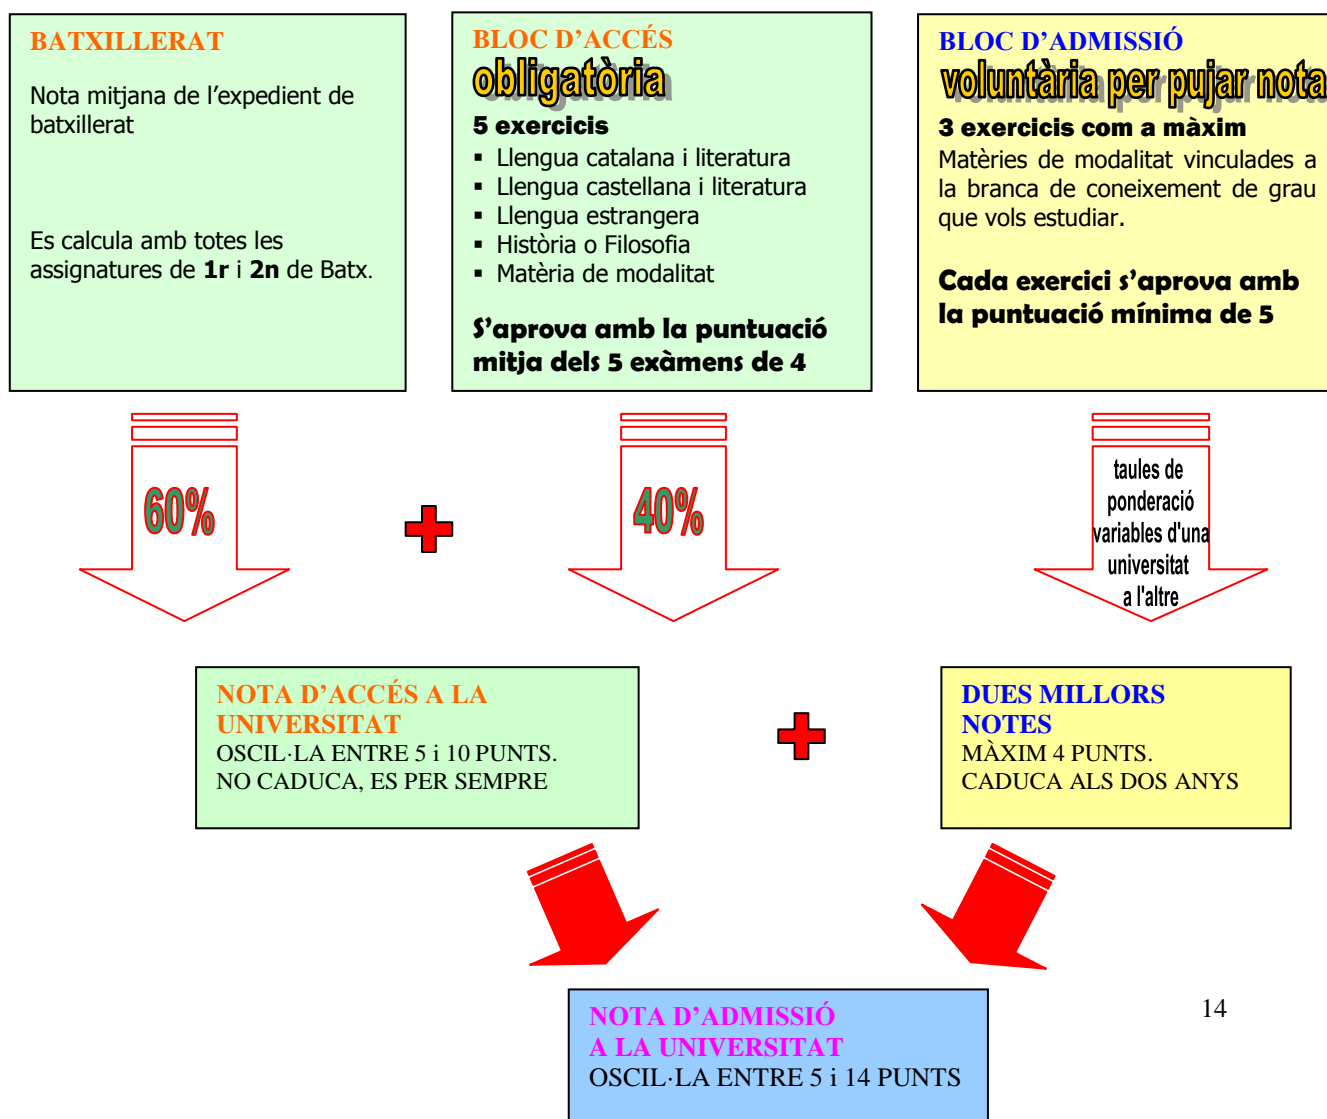 BATXILLERAT
Nota mitjana de l’expedient de
batxillerat
Es calcula amb totes les
assignatures de 1r i 2n de Batx.
BLOC D’ACCÉS
obligatòria
5 exercicis
▪ Llengua catalana i literatura
▪ Llengua castellana i literatura
▪ Llengua estrangera
▪ Història o Filosofia
▪ Matèria de modalitat
S’aprova amb la puntuació
mitja dels 5 exàmens de 4
BLOC D’ADMISSIÓ
voluntària per pujar nota
3 exercicis com a màxim
Matèries de modalitat vinculades a
la branca de coneixement de grau
que vols estudiar.
Cada exercici s’aprova amb
la puntuació mínima de 5
60%
40%
taules de
ponderació
variables d'una
universitat
a l'altre
NOTA D’ACCÉS A LA
UNIVERSITAT
OSCIL·LA ENTRE 5 i 10 PUNTS.
NO CADUCA, ES PER SEMPRE
DUES MILLORS
NOTES
MÀXIM 4 PUNTS.
CADUCA ALS DOS ANYS
NOTA D’ADMISSIÓ
A LA UNIVERSITAT
OSCIL·LA ENTRE 5 i 14 PUNTS
14